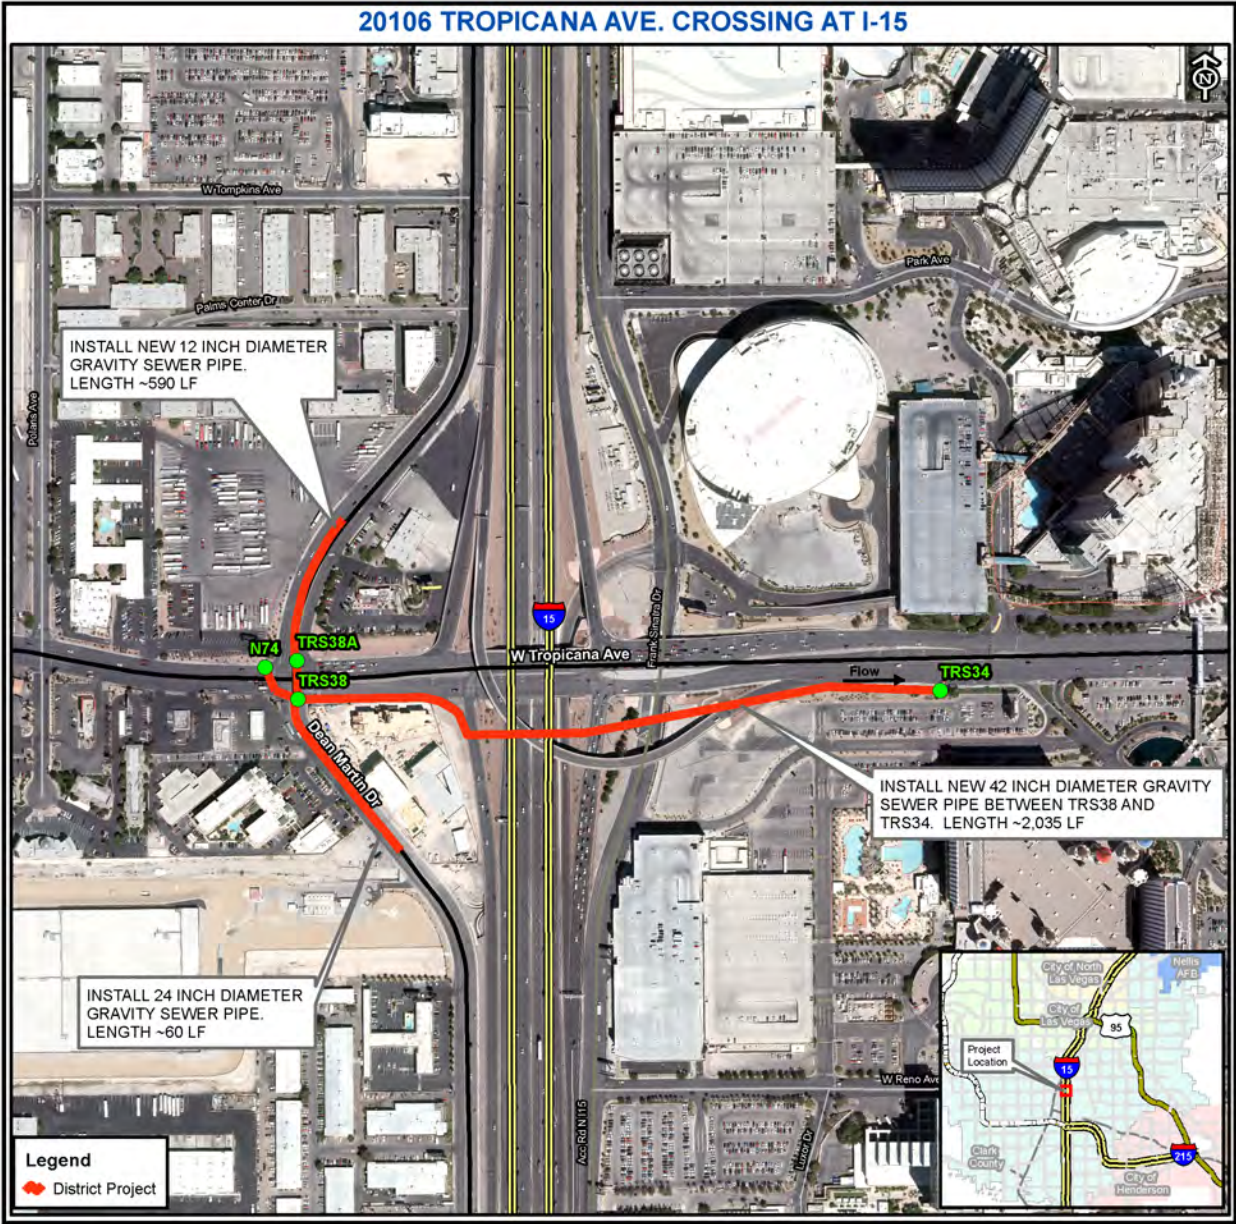 20106 TROPICANA AVE. CROSSING AT I-15
N
W Tompkins Ave
Park Ave
Palms Center Dr
INSTALL NEW 12 INCH DIAMETER
GRAVITY SEWER PIPE.
LENGTH ~590 LF
Polaris Ave
15
Frank Sinatra Dr
N74
TRS38A
W Tropicana Ave
Flow
TRS34
TRS38
Dean Martin Dr
INSTALL NEW 42 INCH DIAMETER GRAVITY
SEWER PIPE BETWEEN TRS38 AND
TRS34. LENGTH ~2,035 LF
INSTALL 24 INCH DIAMETER
GRAVITY SEWER PIPE.
LENGTH ~60 LF
W Reno Ave
Acc Rd N I15
Luxor Dr
Nellis
AFB
City of North
Las Vegas
City of
Las Vegas
95
Project
Location
15
Clark
County
215
City of
Henderson
Legend
District Project